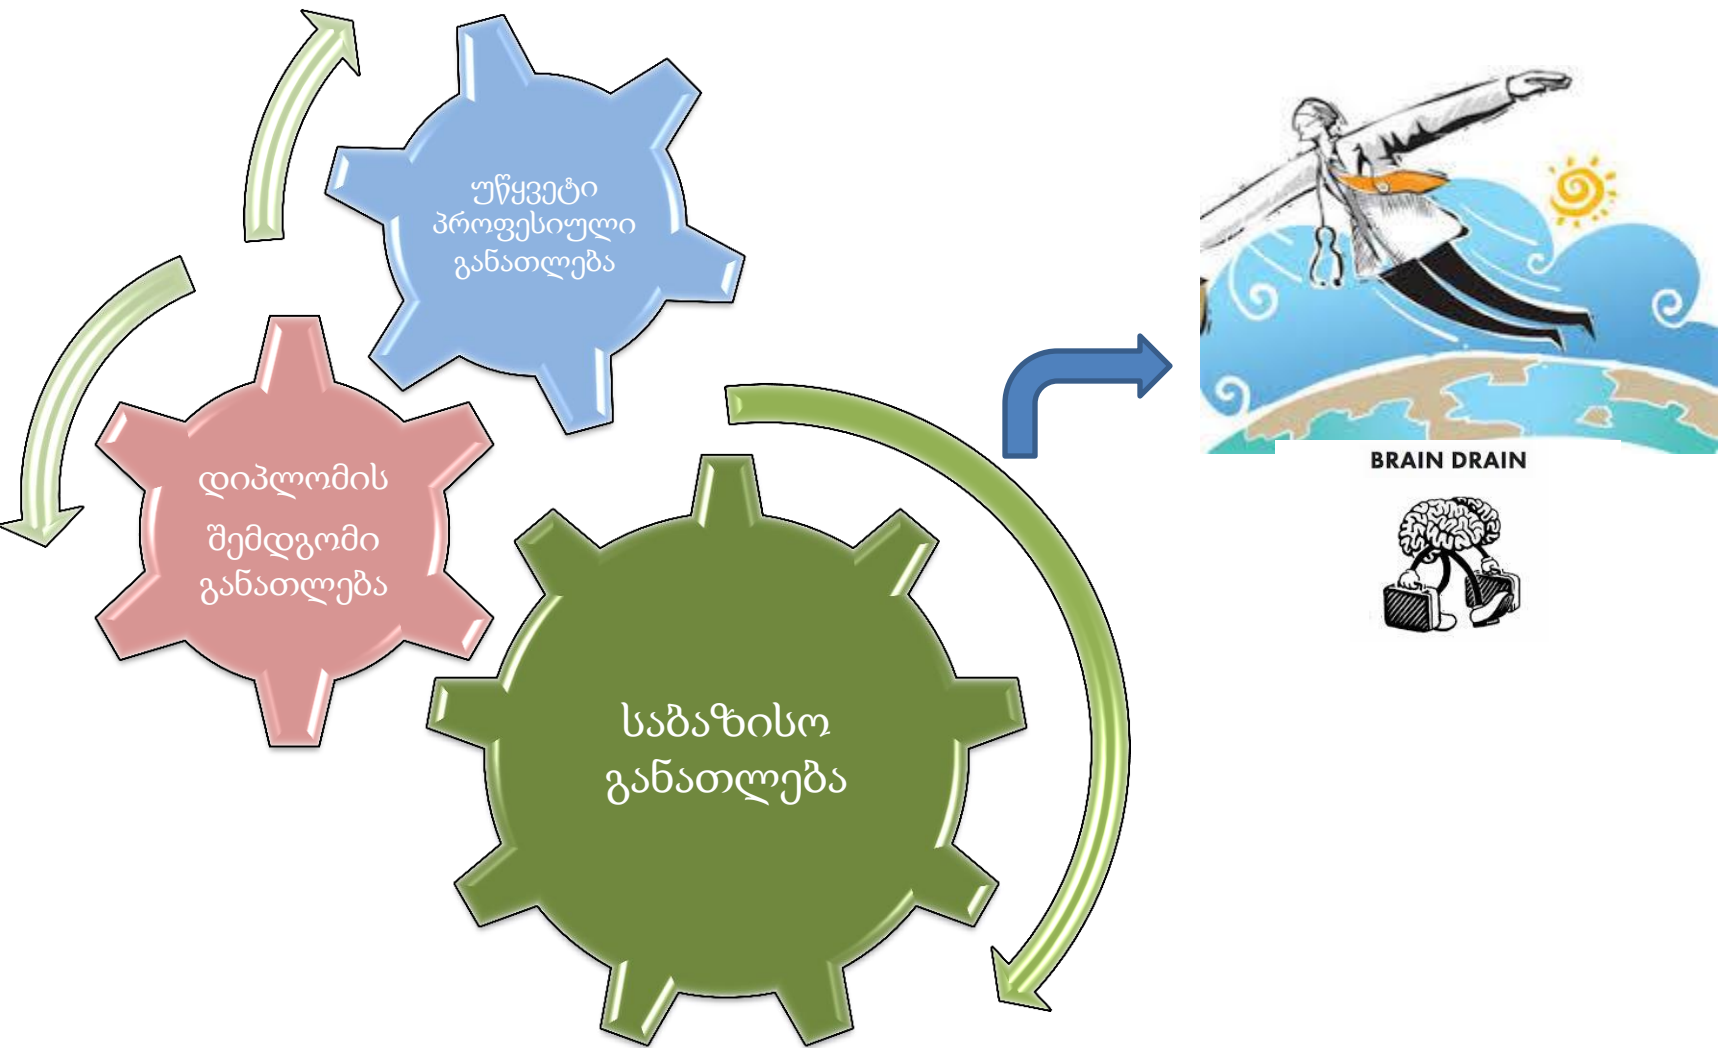 უწყვეტი
პროფესიული
განათლება
დიპლომის
შემდგომი
განათლება
საბაზისო
განათლება
BRAIN DRAIN